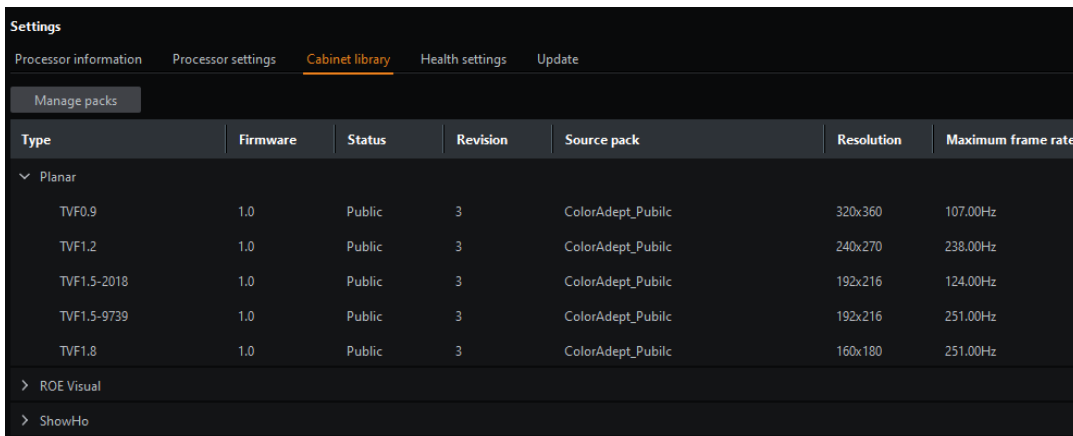 Settings
Processor information Processor settings Cabinet library Health settings Update
Manage packs
Type Firmware Status Revision Source pack Resolution Maximum frame rate
Planar
TVF0.9 1.0 Public 3 ColorAdept_Pubilc 320x360 107.00Hz
TVF1.2 1.0 Public 3 ColorAdept_Pubilc 240x270 238.00Hz
TVF1.5-2018 1.0 Public 3 ColorAdept_Pubilc 192x216 124.00Hz
TVF1.5-9739 1.0 Public 3 ColorAdept_Pubilc 192x216 251.00Hz
TVF1.8 1.0 Public 3 ColorAdept_Pubilc 160x180 251.00Hz
ROE Visual
ShowHo